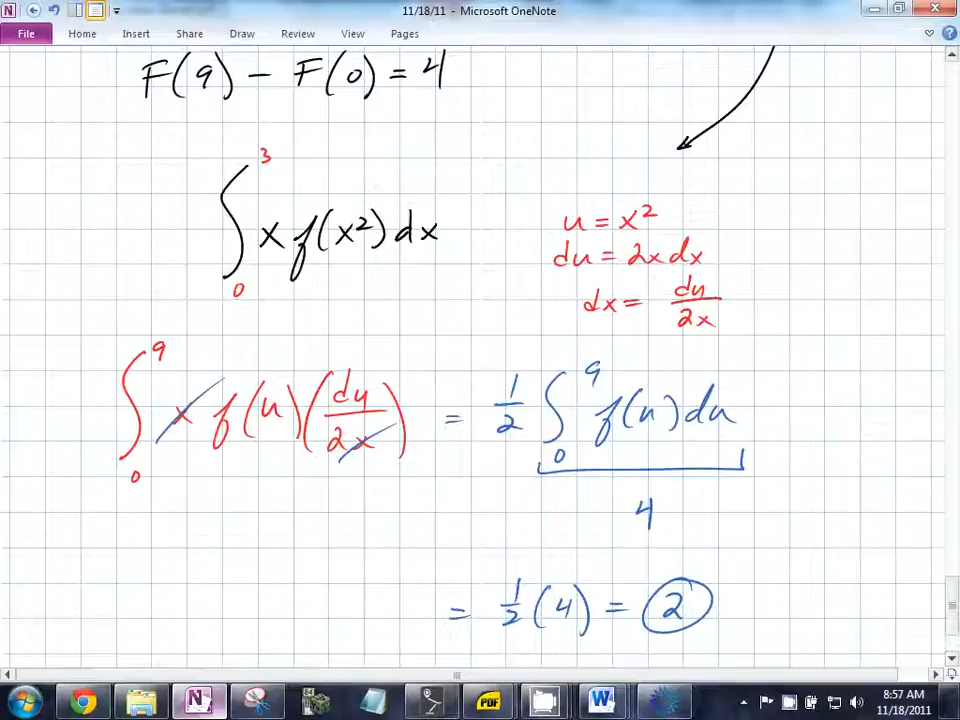 11/18/11 - Microsoft OneNote
File Home Insert Share Draw Review View Pages
F(9) - F(0) = 4
∫₀³ x f(x²) dx
u = x²
du = 2x dx
dx = du/2x
∫₀⁹ x f(u) (du/2x) = 1/2 ∫₀⁹ f(u) du
4
= 1/2 (4) = 2
PDF
8:57 AM
11/18/2011